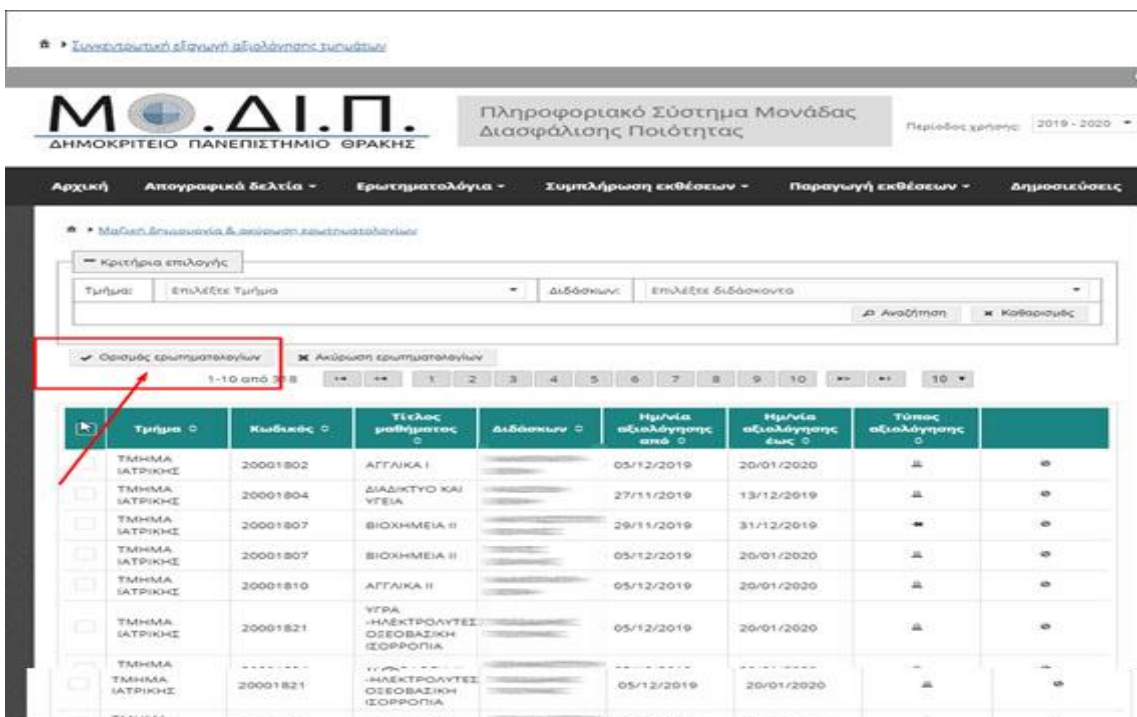 Συγκεντρωτική εξαγωγή αξιολόγησης τμημάτων
ΜΟ.ΔΙ.Π.
ΔΗΜΟΚΡΙΤΕΙΟ ΠΑΝΕΠΙΣΤΗΜΙΟ ΘΡΑΚΗΣ
Πληροφοριακό Σύστημα Μονάδας
Διασφάλισης Ποιότητας
Περίοδος χρήσης: 2019 - 2020
Αρχική Απογραφικά δελτία Ερωτηματολόγια Συμπλήρωση εκθέσεων Παραγωγή εκθέσεων Δημοσιεύσεις
Μαζική δημιουργία & ακύρωση ερωτηματολογίων
Κριτήρια επιλογής
Τμήμα: Επιλέξτε Τμήμα Διδάσκων: Επιλέξτε διδάσκοντα
Αναζήτηση Καθαρισμός
Ορισμός ερωτηματολογίων Ακύρωση ερωτηματολογίων
1-10 από 318 1 2 3 4 5 6 7 8 9 10 10
Τμήμα Κωδικός Τίτλος μαθήματος Διδάσκων Ημ/νία αξιολόγησης από Ημ/νία αξιολόγησης έως Τύπος αξιολόγησης
ΤΜΗΜΑ ΙΑΤΡΙΚΗΣ 20001802 ΑΓΓΛΙΚΑ Ι 05/12/2019 20/01/2020
ΤΜΗΜΑ ΙΑΤΡΙΚΗΣ 20001804 ΔΙΑΔΙΚΤΥΟ ΚΑΙ ΥΓΕΙΑ 27/11/2019 13/12/2019
ΤΜΗΜΑ ΙΑΤΡΙΚΗΣ 20001807 ΒΙΟΧΗΜΕΙΑ ΙΙ 29/11/2019 31/12/2019
ΤΜΗΜΑ ΙΑΤΡΙΚΗΣ 20001807 ΒΙΟΧΗΜΕΙΑ ΙΙ 05/12/2019 20/01/2020
ΤΜΗΜΑ ΙΑΤΡΙΚΗΣ 20001810 ΑΓΓΛΙΚΑ ΙΙ 05/12/2019 20/01/2020
ΤΜΗΜΑ ΙΑΤΡΙΚΗΣ 20001821 ΥΓΡΑ -ΗΛΕΚΤΡΟΛΥΤΕΣ ΟΞΕΟΒΑΣΙΚΗ ΙΣΟΡΡΟΠΙΑ 05/12/2019 20/01/2020
ΤΜΗΜΑ
ΤΜΗΜΑ ΙΑΤΡΙΚΗΣ 20001821 -ΗΛΕΚΤΡΟΛΥΤΕΣ ΟΞΕΟΒΑΣΙΚΗ ΙΣΟΡΡΟΠΙΑ 05/12/2019 20/01/2020